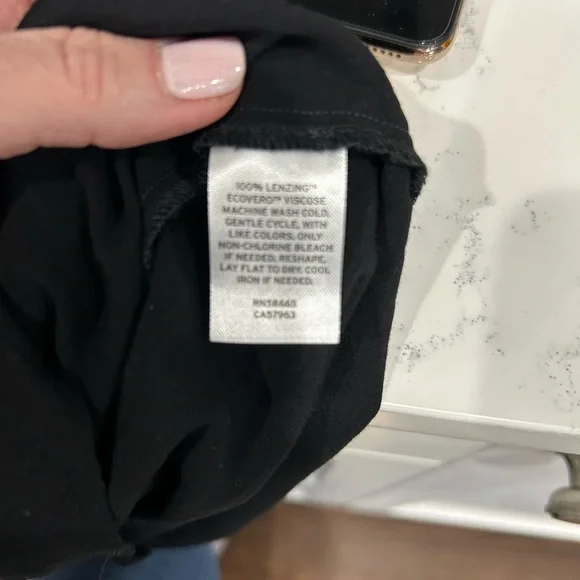 100% LENZING™
ECOVERO™ VISCOSE
MACHINE WASH COLD,
GENTLE CYCLE, WITH
LIKE COLORS, ONLY
NON-CHLORINE BLEACH
IF NEEDED. RESHAPE,
LAY FLAT TO DRY. COOL
IRON IF NEEDED.
CA57963